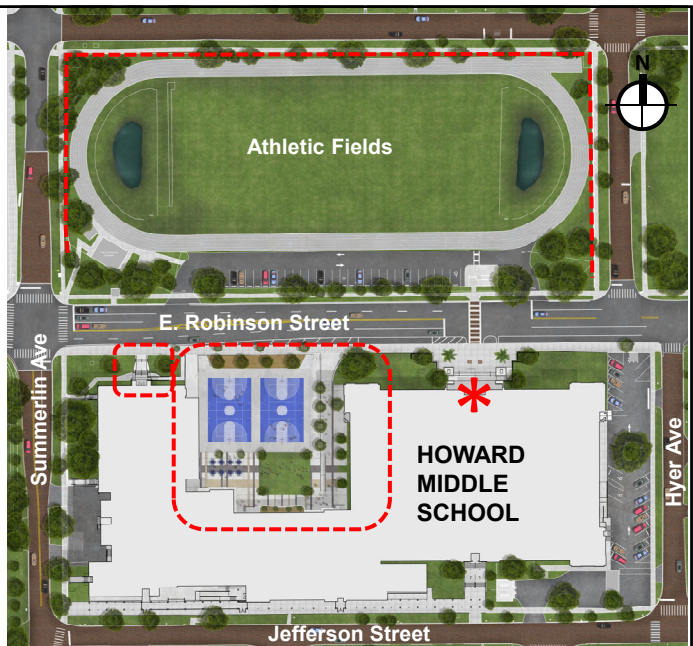 N
Athletic Fields
E. Robinson Street
Summerlin Ave
*
HOWARD
MIDDLE
SCHOOL
Hyer Ave
Jefferson Street